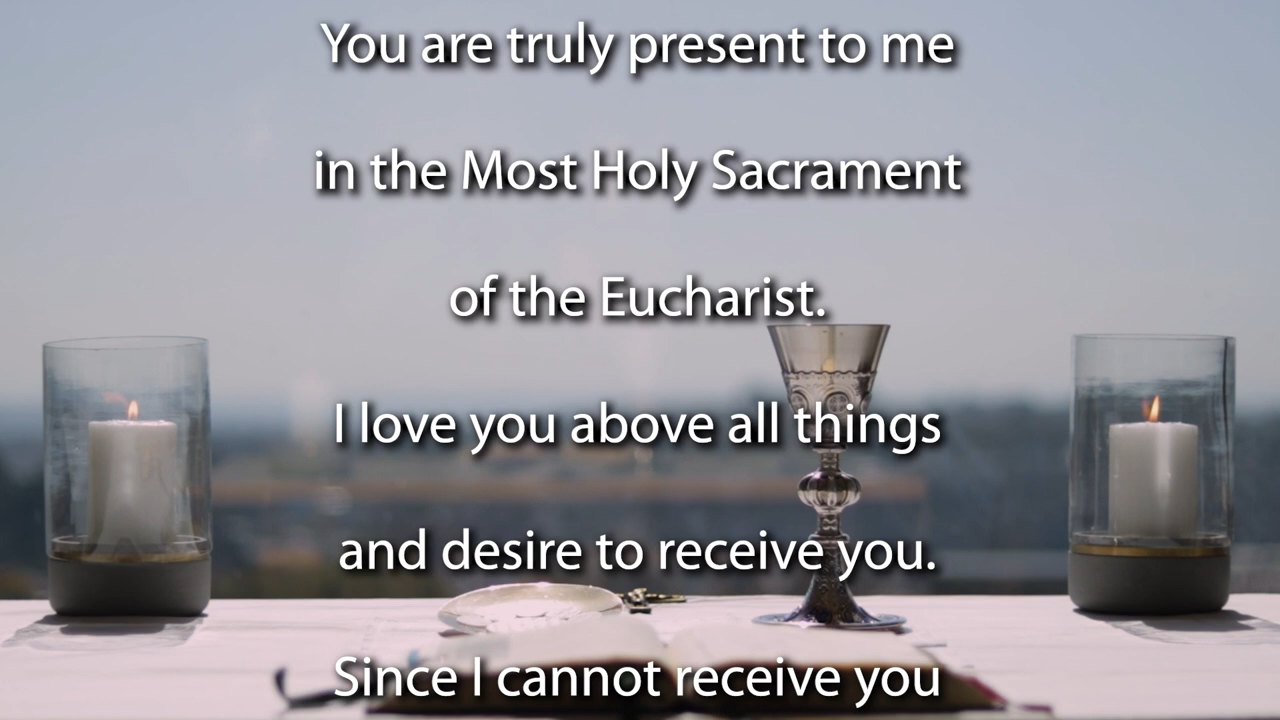 You are truly present to me
in the Most Holy Sacrament
of the Eucharist.
I love you above all things
and desire to receive you.
Since I cannot receive you